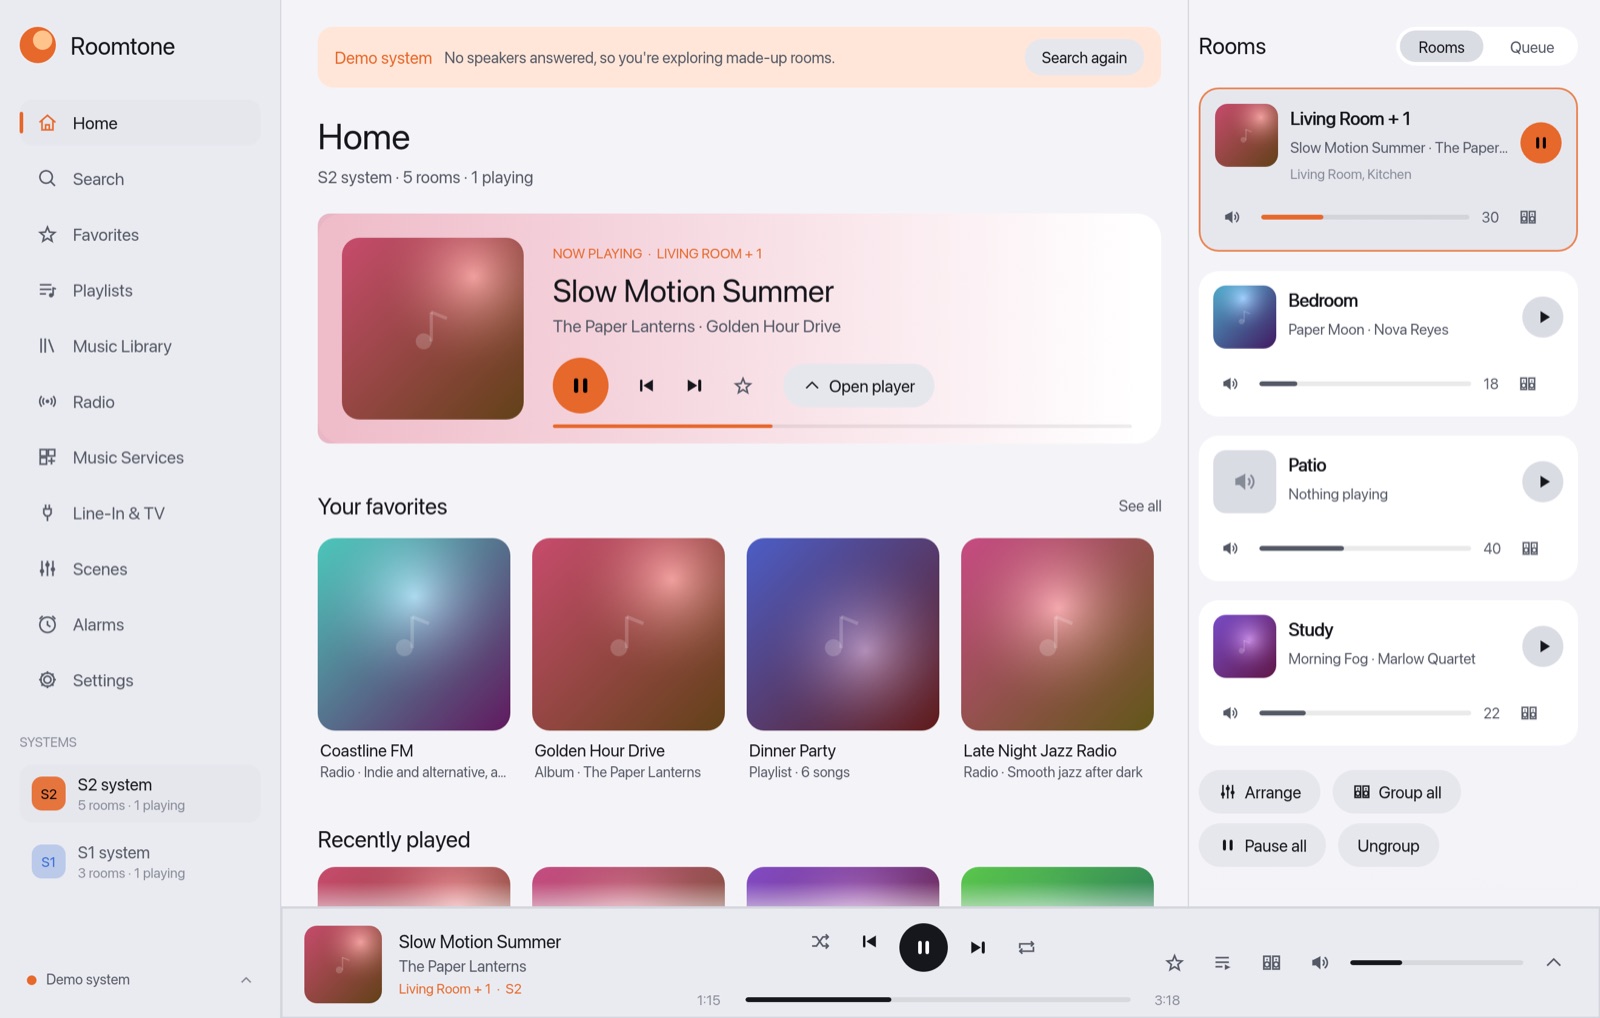 Roomtone
Home
Search
Favorites
Playlists
Music Library
Radio
Music Services
Line-In & TV
Scenes
Alarms
Settings
SYSTEMS
S2
S2 system
5 rooms · 1 playing
S1
S1 system
3 rooms · 1 playing
Demo system
Demo system No speakers answered, so you're exploring made-up rooms.
Search again
Home
S2 system · 5 rooms · 1 playing
NOW PLAYING · LIVING ROOM + 1
Slow Motion Summer
The Paper Lanterns · Golden Hour Drive
Open player
Your favorites
See all
Coastline FM
Radio · Indie and alternative, a...
Golden Hour Drive
Album · The Paper Lanterns
Dinner Party
Playlist · 6 songs
Late Night Jazz Radio
Radio · Smooth jazz after dark
Recently played
Rooms
Rooms
Queue
Living Room + 1
Slow Motion Summer · The Paper...
Living Room, Kitchen
30
Bedroom
Paper Moon · Nova Reyes
18
Patio
Nothing playing
40
Study
Morning Fog · Marlow Quartet
22
Arrange
Group all
Pause all
Ungroup
Slow Motion Summer
The Paper Lanterns
Living Room + 1 · S2
1:15
3:18